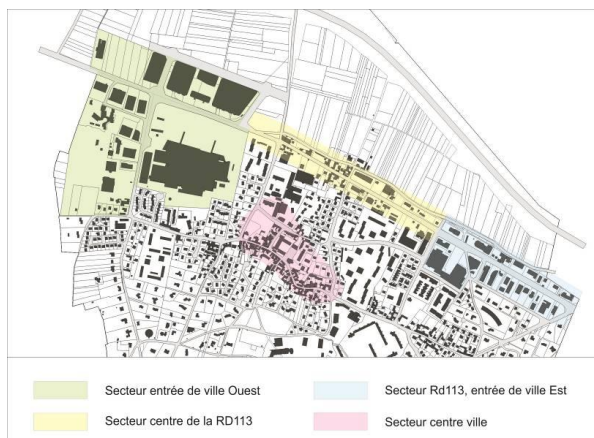 Secteur entrée de ville Ouest
Secteur Rd113, entrée de ville Est
Secteur centre de la RD113
Secteur centre ville